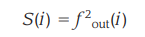 S(i) = f²out(i)